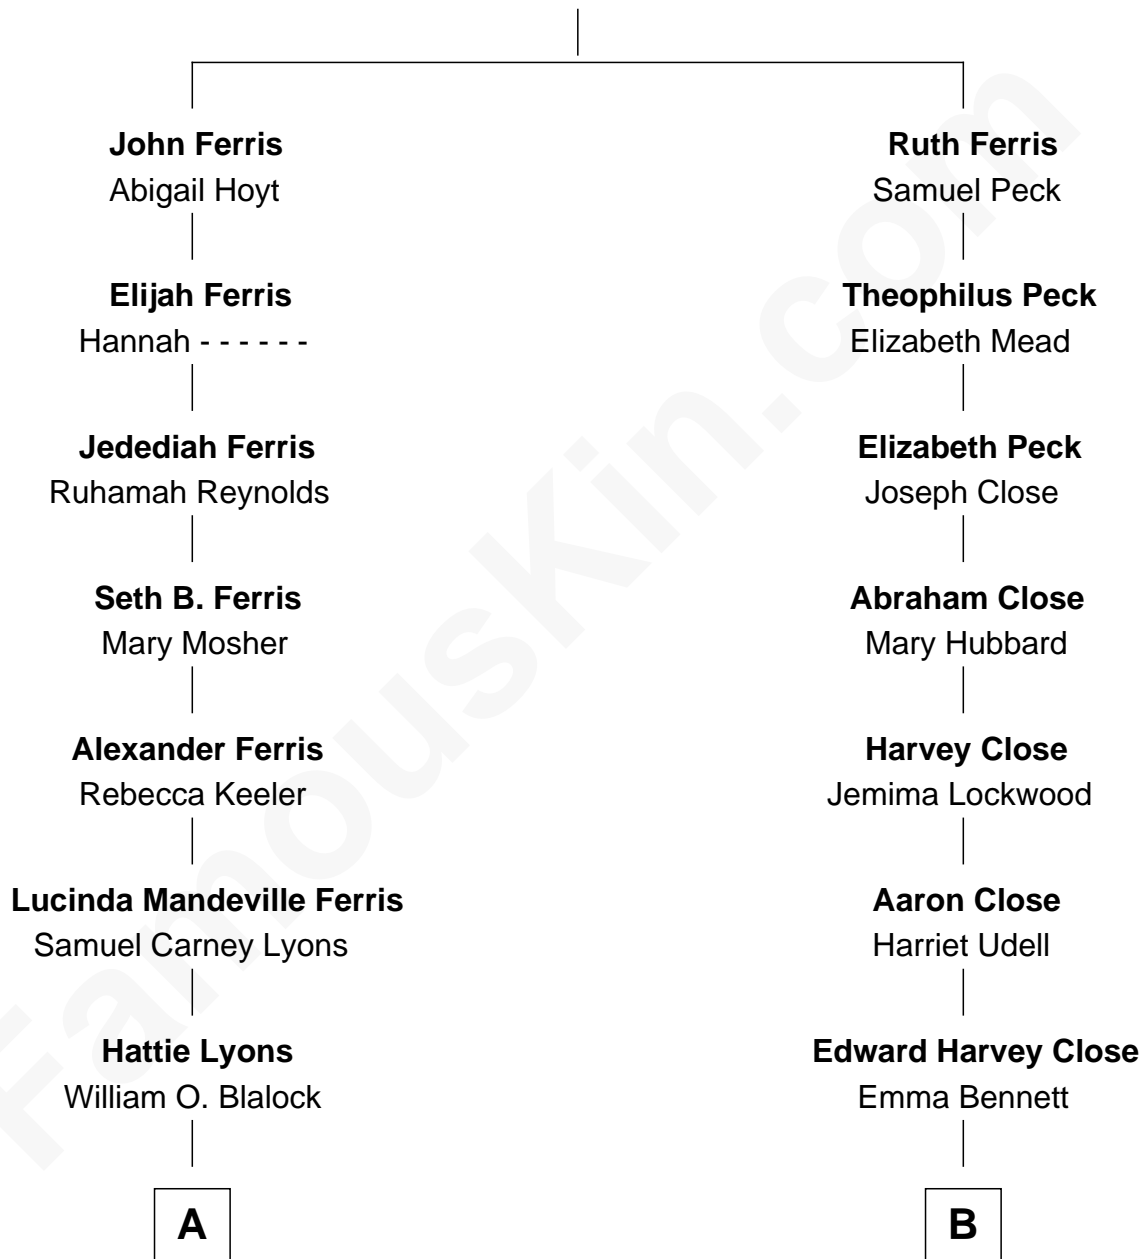 John Ferris
Abigail Hoyt
Elijah Ferris
Hannah - - - - - -
Jedediah Ferris
Ruhamah Reynolds
Seth B. Ferris
Mary Mosher
Alexander Ferris
Rebecca Keeler
Lucinda Mandeville Ferris
Samuel Carney Lyons
Hattie Lyons
William O. Blalock
A
Ruth Ferris
Samuel Peck
Theophilus Peck
Elizabeth Mead
Elizabeth Peck
Joseph Close
Abraham Close
Mary Hubbard
Harvey Close
Jemima Lockwood
Aaron Close
Harriet Udell
Edward Harvey Close
Emma Bennett
B
FamousKin.com